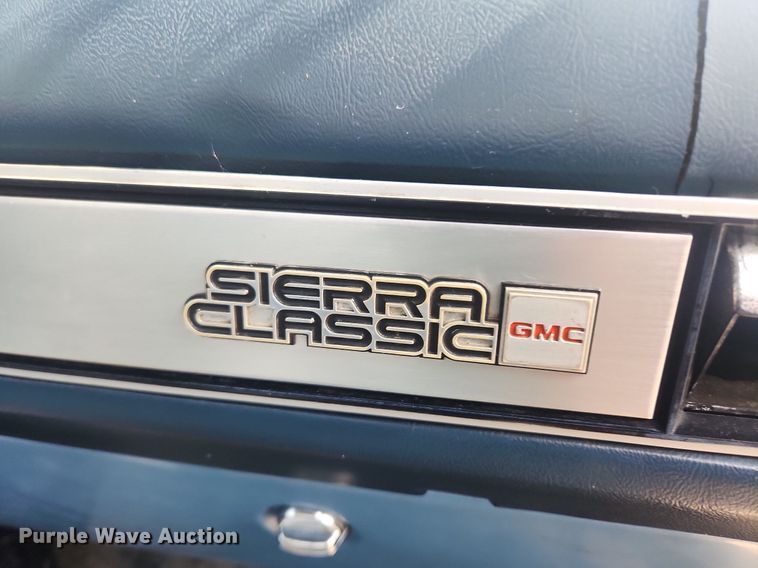 SIERRA
CLASSIC
GMC
Purple Wave Auction